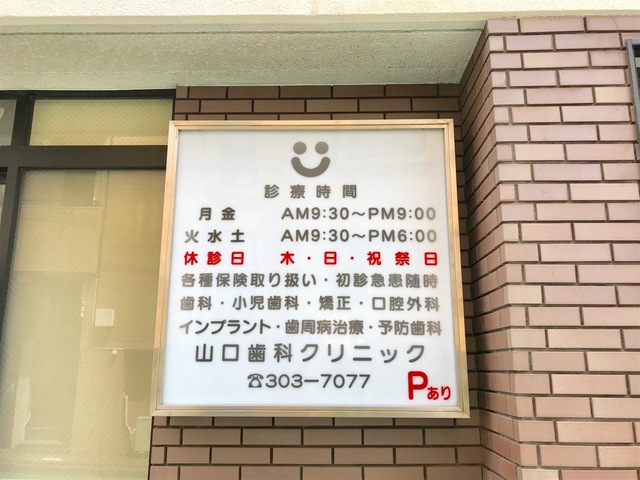 診療時間
月金 AM9:30～PM9:00
火水土 AM9:30～PM6:00
休診日 木・日・祝祭日
各種保険取り扱い・初診急患随時
歯科・小児歯科・矯正・口腔外科
インプラント・歯周病治療・予防歯科
山口歯科クリニック
☎303-7077
Pあり